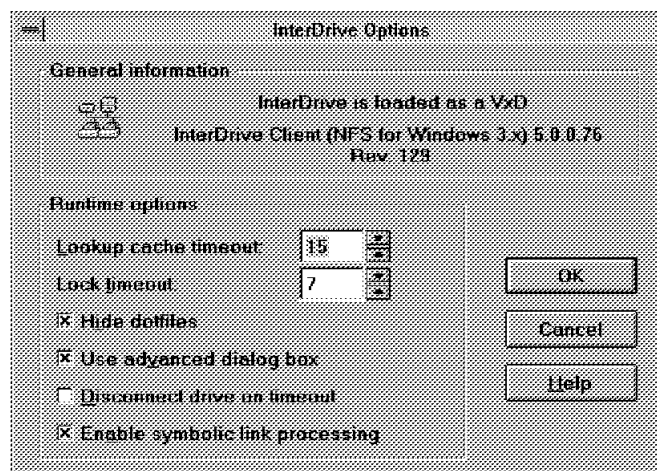 InterDrive Options
General information
InterDrive is loaded as a VxD
InterDrive Client (NFS for Windows 3.x) 5.0.0.76
Rev. 129
Runtime options
Lookup cache timeout: 15
Lock timeout: 7
OK
Hide dotfiles
Cancel
Use advanced dialog box
Help
Disconnect drive on timeout
Enable symbolic link processing